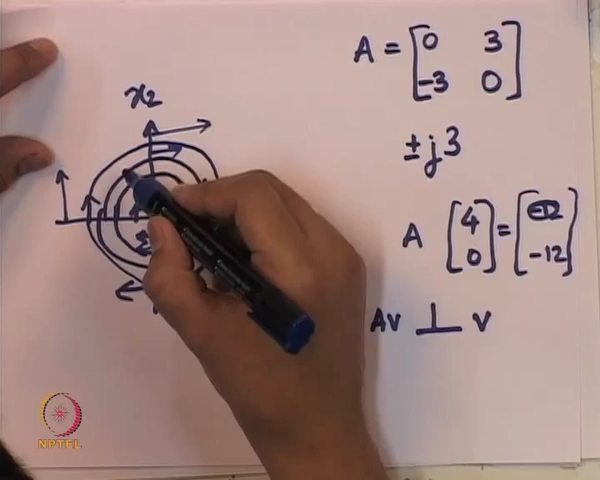 x2
A = [0 3
-3 0]
±j3
A [4
0] = [
-12]
AV ⊥ V
NPTEL